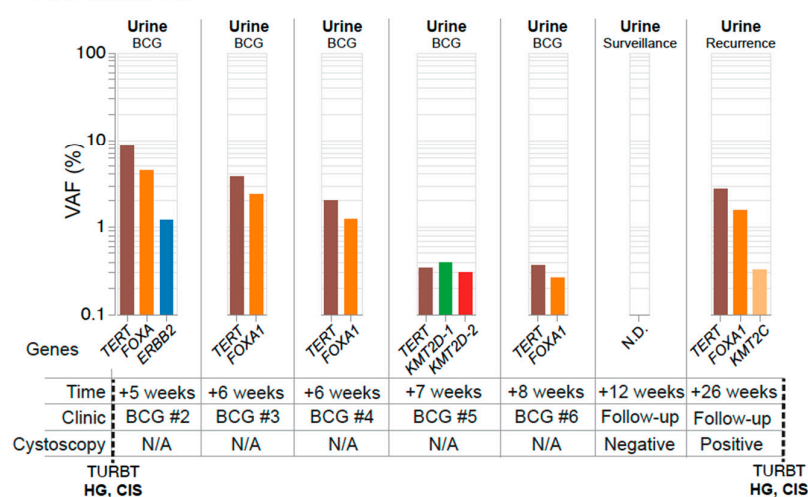 Urine Urine Urine Urine Urine Urine Urine
BCG BCG BCG BCG BCG Surveillance Recurrence
VAF (%)
100
10
1
0.1
Genes
TERT FOXA ERBB2
TERT FOXA1
TERT FOXA1
TERT KMT2D-1 KMT2D-2
TERT FOXA1
N.D.
TERT FOXA1 KMT2C
Time +5 weeks +6 weeks +6 weeks +7 weeks +8 weeks +12 weeks +26 weeks
Clinic BCG #2 BCG #3 BCG #4 BCG #5 BCG #6 Follow-up Follow-up
Cystoscopy N/A N/A N/A N/A N/A Negative Positive
TURBT TURBT
HG, CIS HG, CIS